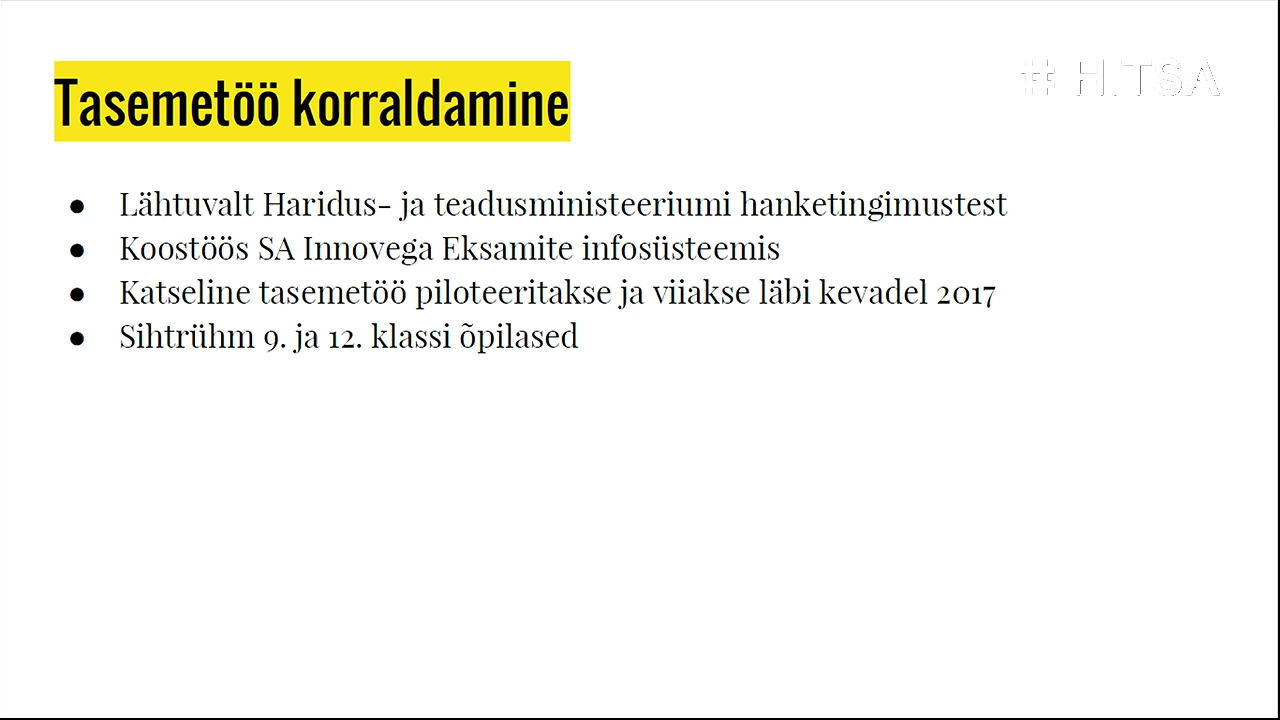 # HITSA
Tasemetöö korraldamine
● Lähtuvalt Haridus- ja teadusministeeriumi hanketingimustest
● Koostöös SA Innovega Eksamite infosüsteemis
● Katseline tasemetöö piloteeritakse ja viiakse läbi kevadel 2017
● Sihtrühm 9. ja 12. klassi õpilased